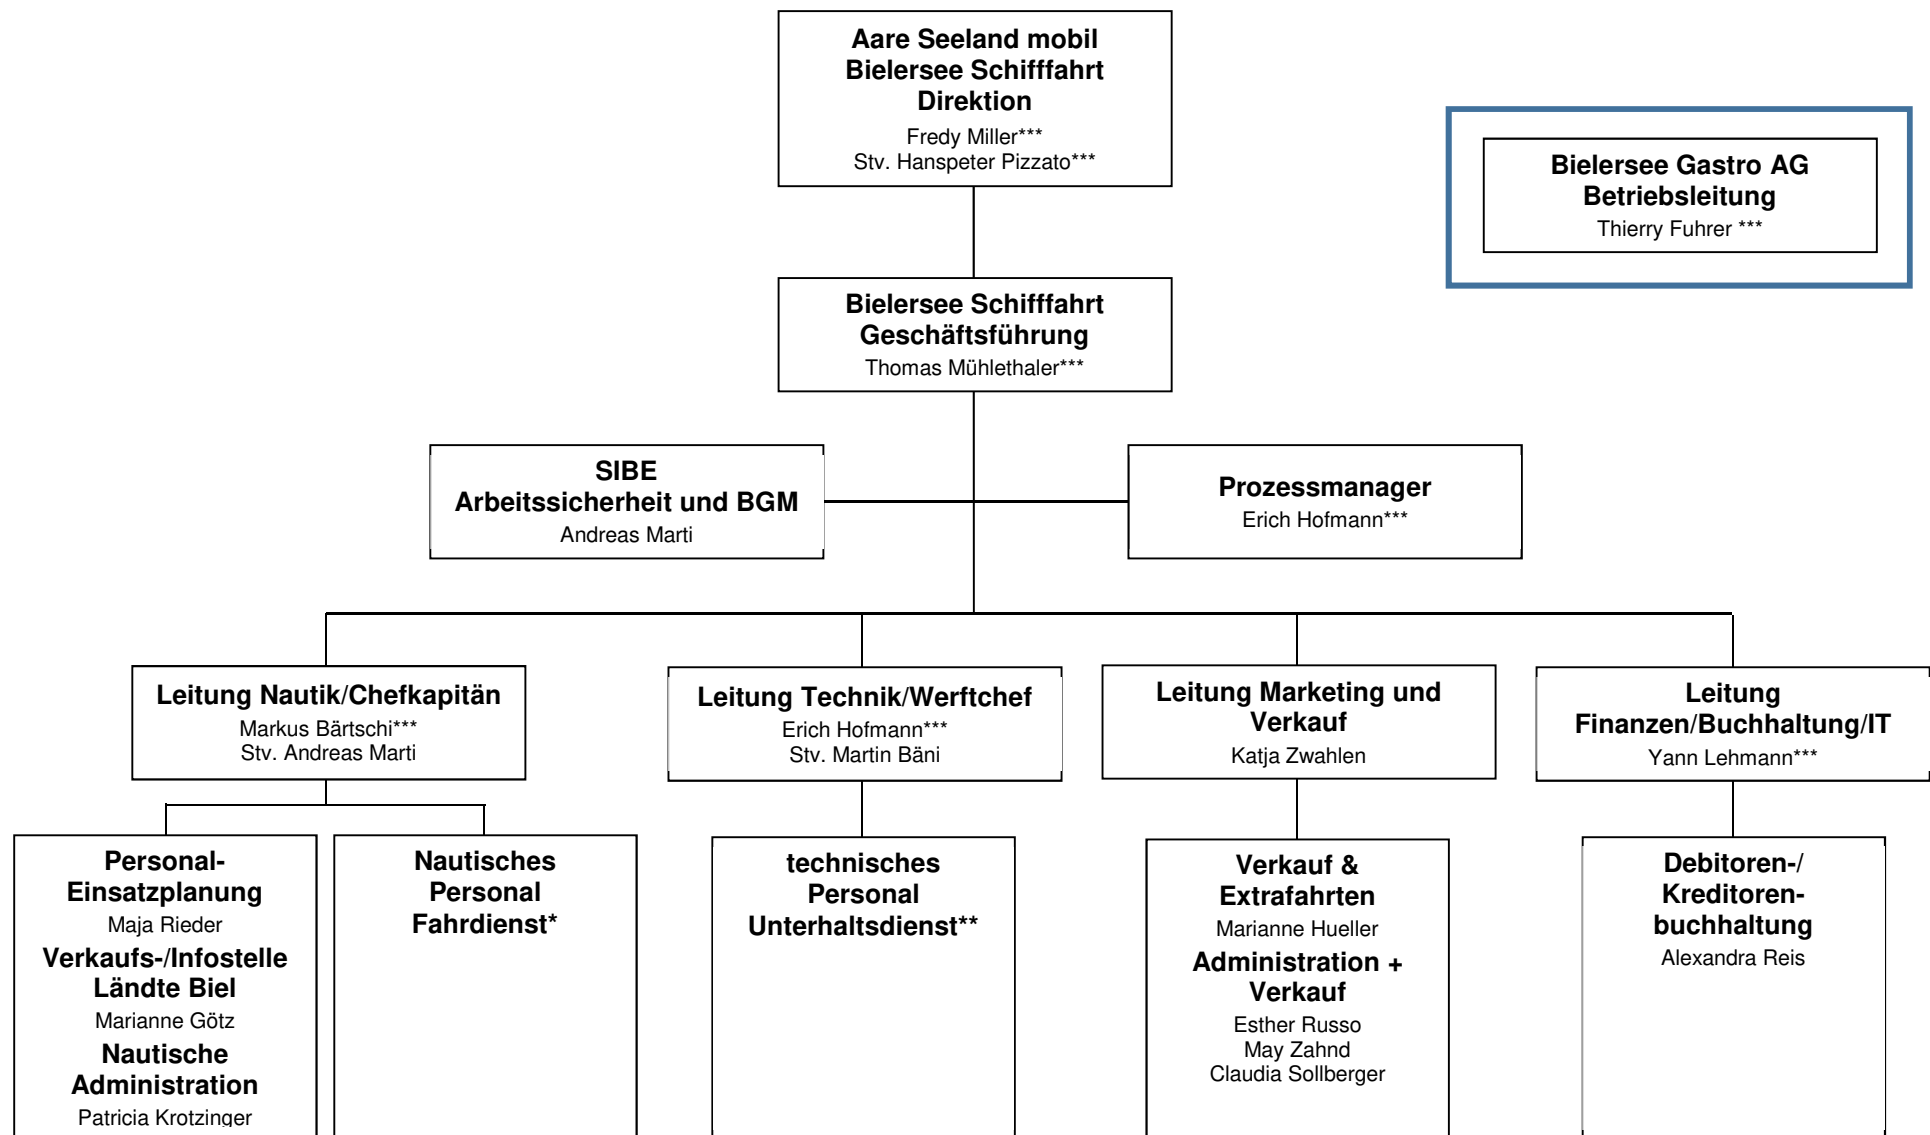 Aare Seeland mobil
Bielersee Schifffahrt
Direktion
Fredy Miller***
Stv. Hanspeter Pizzato***
Bielersee Gastro AG
Betriebsleitung
Thierry Fuhrer ***
Bielersee Schifffahrt
Geschäftsführung
Thomas Mühlethaler***
SIBE
Arbeitssicherheit und BGM
Andreas Marti
Prozessmanager
Erich Hofmann***
Leitung Nautik/Chefkapitän
Markus Bärtschi***
Stv. Andreas Marti
Leitung Technik/Werftchef
Erich Hofmann***
Stv. Martin Bäni
Leitung Marketing und
Verkauf
Katja Zwahlen
Leitung
Finanzen/Buchhaltung/IT
Yann Lehmann***
Personal-
Einsatzplanung
Maja Rieder
Verkaufs-/Infostelle
Ländte Biel
Marianne Götz
Nautische
Administration
Patricia Krotzinger
Nautisches
Personal
Fahrdienst*
technisches
Personal
Unterhaltsdienst**
Verkauf &
Extrafahrten
Marianne Hueller
Administration +
Verkauf
Esther Russo
May Zahnd
Claudia Sollberger
Debitoren-/
Kreditoren-
buchhaltung
Alexandra Reis